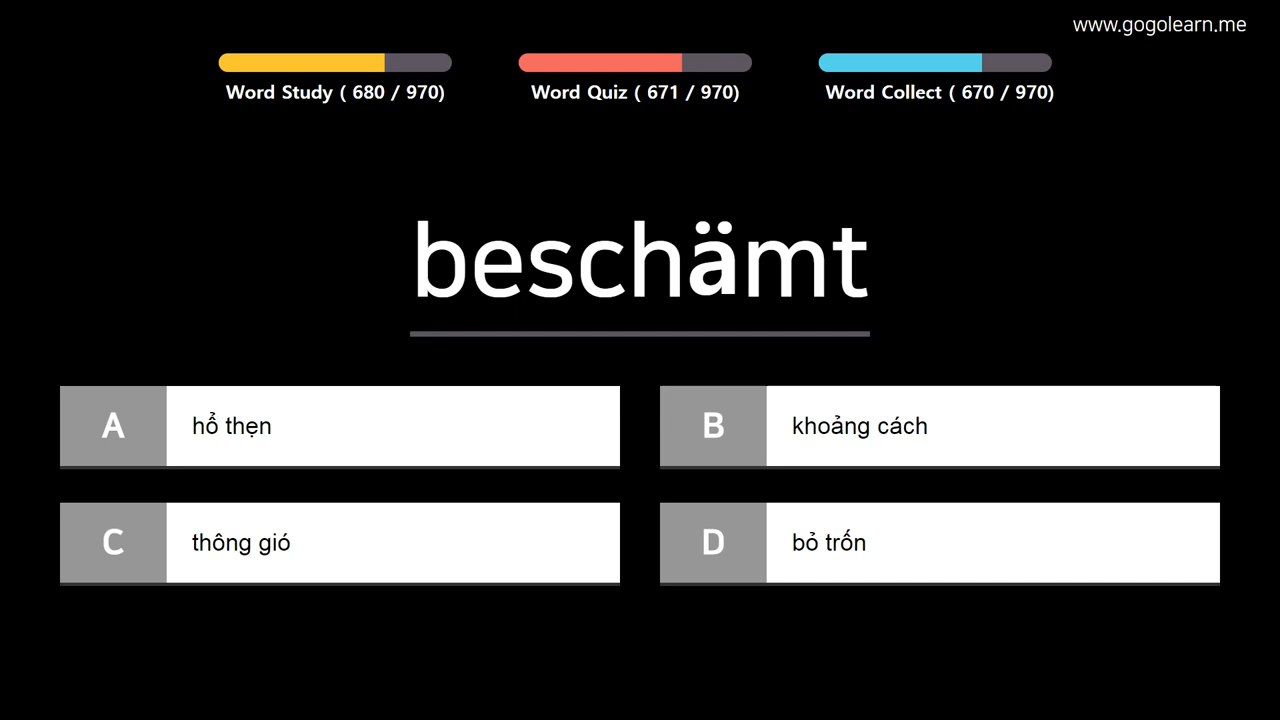 www.gogolearn.me
Word Study ( 680 / 970)
Word Quiz ( 671 / 970)
Word Collect ( 670 / 970)
beschämt
A hổ thẹn
B khoảng cách
C thông gió
D bỏ trốn